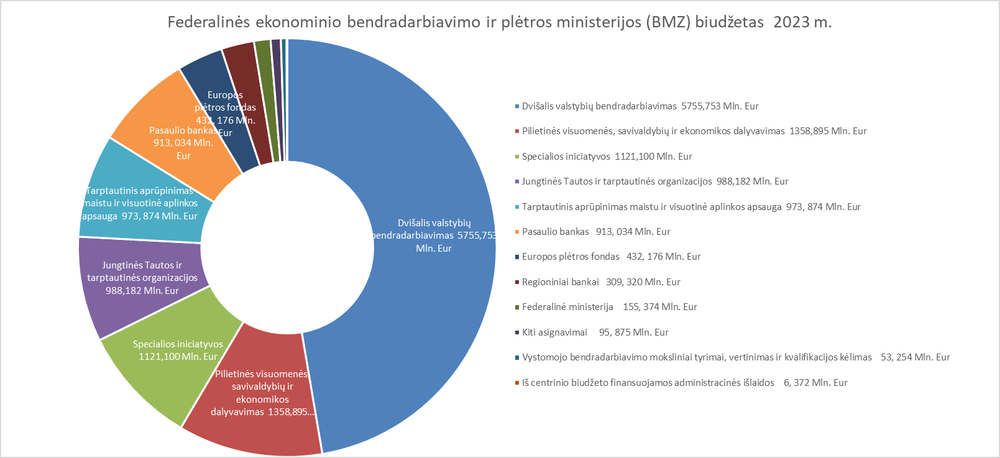 Federalinės ekonominio bendradarbiavimo ir plėtros ministerijos (BMZ) biudžetas 2023 m.
Europos
plėtros fondas
432, 176 Mln.
Eur
Pasaulio bankas
913, 034 Mln.
Eur
Tarptautinis aprūpinimas
maistu ir visuotinė aplinkos
apsauga 973, 874 Mln. Eur
Jungtinės Tautos ir
tarptautinės organizacijos
988,182 Mln. Eur
Specialios iniciatyvos
1121,100 Mln. Eur
Pilietinės visuomenės,
savivaldybių ir
ekonomikos
dalyvavimas 1358,895...
Dvišalis valstybių
bendradarbiavimas 5755,753
Mln. Eur
Dvišalis valstybių bendradarbiavimas 5755,753 Mln. Eur
Pilietinės visuomenės, savivaldybių ir ekonomikos dalyvavimas 1358,895 Mln. Eur
Specialios iniciatyvos 1121,100 Mln. Eur
Jungtinės Tautos ir tarptautinės organizacijos 988,182 Mln. Eur
Tarptautinis aprūpinimas maistu ir visuotinė aplinkos apsauga 973, 874 Mln. Eur
Pasaulio bankas 913, 034 Mln. Eur
Europos plėtros fondas 432, 176 Mln. Eur
Regioniniai bankai 309, 320 Mln. Eur
Federalinė ministerija 155, 374 Mln. Eur
Kiti asignavimai 95, 875 Mln. Eur
Vystomojo bendradarbiavimo moksliniai tyrimai, vertinimas ir kvalifikacijos kėlimas 53, 254 Mln. Eur
Iš centrinio biudžeto finansuojamos administracinės išlaidos 6, 372 Mln. Eur